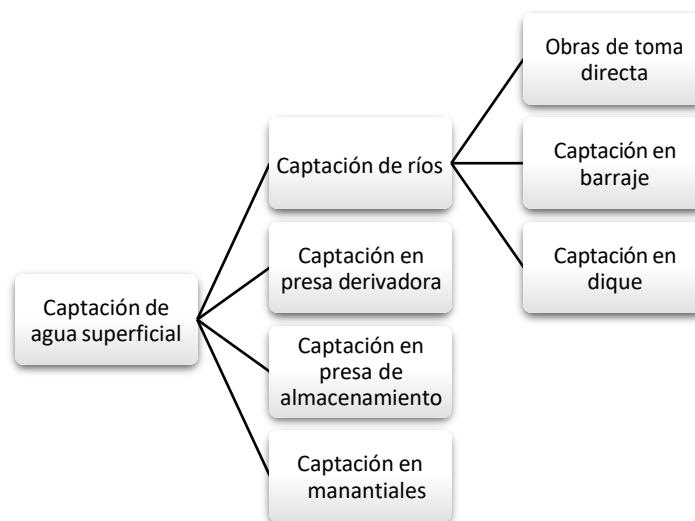 Captación de
agua superficial
Captación de ríos
Obras de toma
directa
Captación en
barraje
Captación en
dique
Captación en
presa derivadora
Captación en
presa de
almacenamiento
Captación en
manantiales